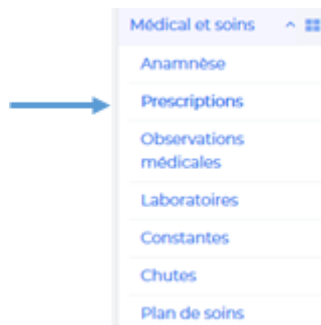 Médical et soins
Anamnèse
Prescriptions
Observations
médicales
Laboratoires
Constantes
Chutes
Plan de soins